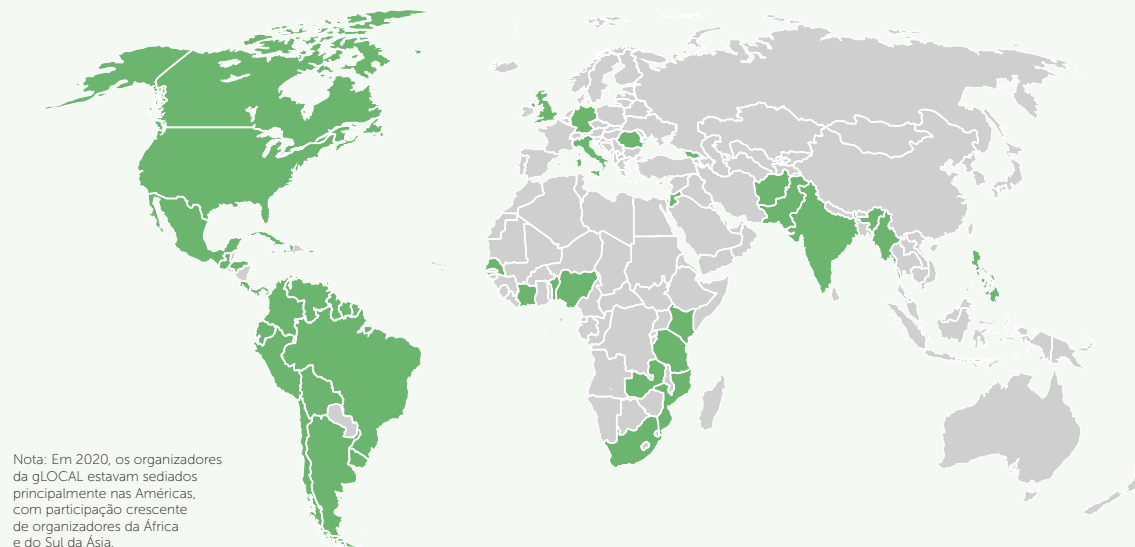 Nota: Em 2020, os organizadores
da gLOCAL estavam sediados
principalmente nas Américas,
com participação crescente
de organizadores da África
e do Sul da Ásia.